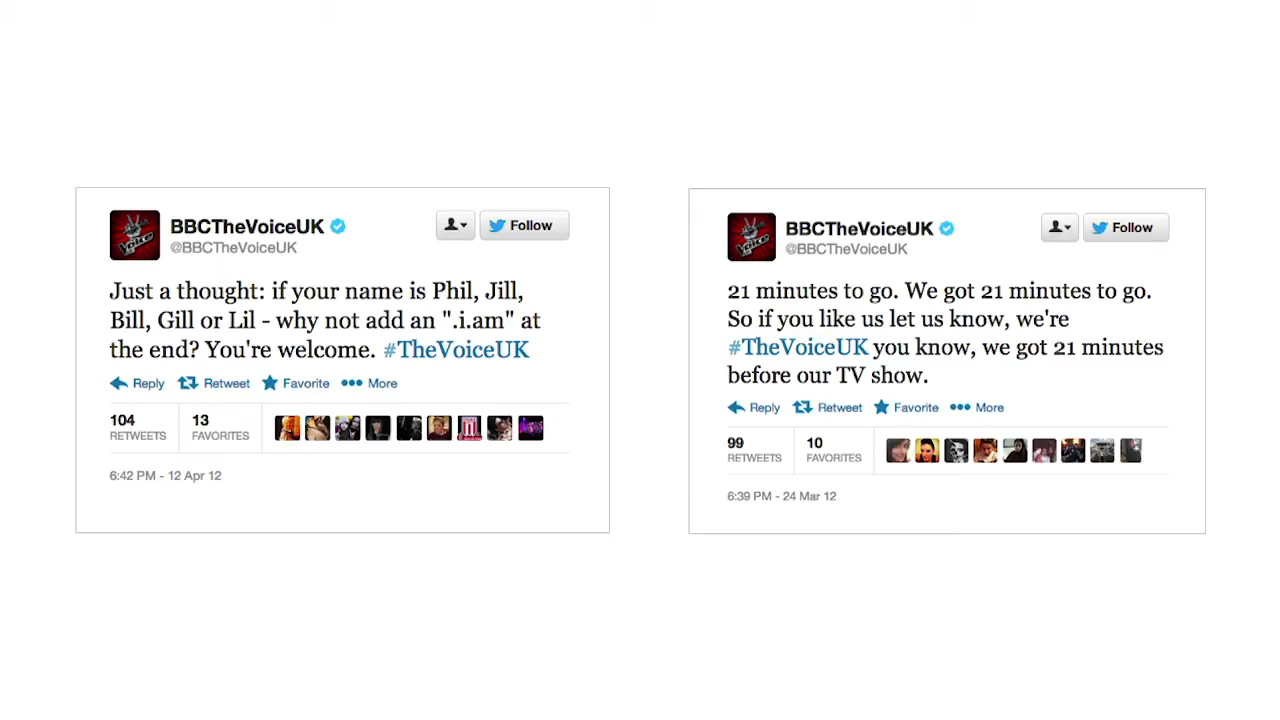 BBCTheVoiceUK
@BBCTheVoiceUK
Follow
Just a thought: if your name is Phil, Jill,
Bill, Gill or Lil - why not add an ".i.am" at
the end? You're welcome. #TheVoiceUK
Reply Retweet Favorite More
104 13
RETWEETS FAVORITES
6:42 PM - 12 Apr 12
BBCTheVoiceUK
@BBCTheVoiceUK
Follow
21 minutes to go. We got 21 minutes to go.
So if you like us let us know, we're
#TheVoiceUK you know, we got 21 minutes
before our TV show.
Reply Retweet Favorite More
99 10
RETWEETS FAVORITES
6:39 PM - 24 Mar 12